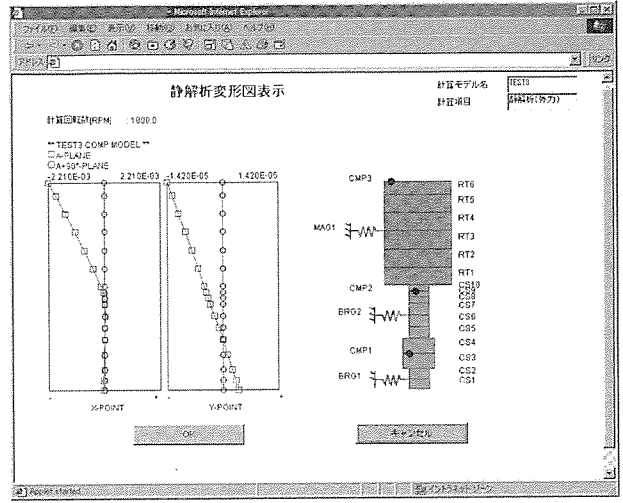 - Microsoft Internet Explorer
ファイル(F) 編集(E) 表示(V) 移動(G) お気に入り(A) ヘルプ(H)
アドレス
リンク
静解析変形図表示
計算モデル名 TEST3
計算項目 静解析(外力)
計算回転数[RPM] : 1800.0
** TEST3 COMP MODEL **
A-PLANE
A+90°-PLANE
-2.210E-03 2.210E-03 -1.420E-05 1.420E-05
X-POINT Y-POINT
CMP3
MAG1
CMP2
BRG2
CMP1
BRG1
RT6
RT5
RT4
RT3
RT2
RT1
CS10
CS9
CS8
CS7
CS6
CS5
CS4
CS3
CS2
CS1
OK キャンセル
Applet started
イントラネット ゾーン